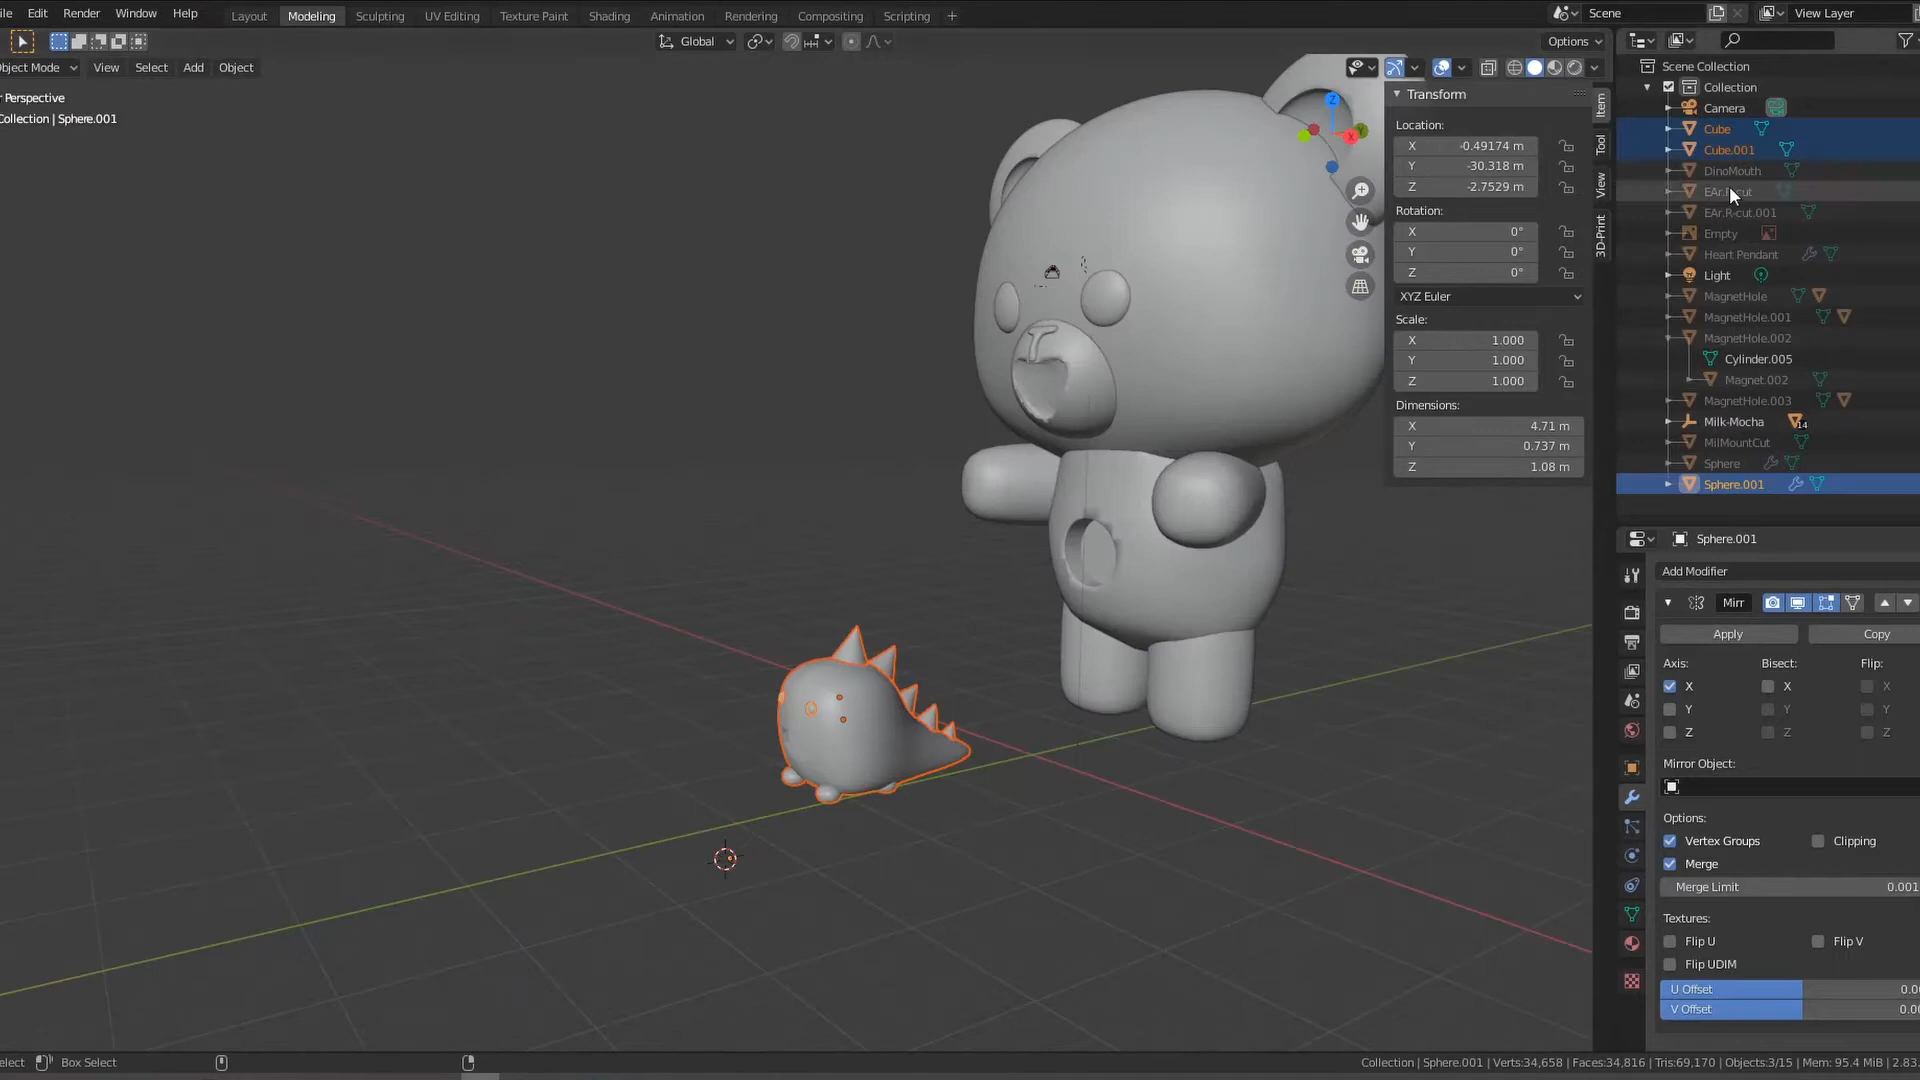 ile Edit Render Window Help Layout Modeling Sculpting UV Editing Texture Paint Shading Animation Rendering Compositing Scripting + Scene View Layer
Global Options
bject Mode View Select Add Object
r Perspective
ollection | Sphere.001
Transform
Location:
X -0.49174 m
Y -30.318 m
Z -2.7529 m
Rotation:
X 0°
Y 0°
Z 0°
XYZ Euler
Scale:
X 1.000
Y 1.000
Z 1.000
Dimensions:
X 4.71 m
Y 0.737 m
Z 1.08 m
Item
Tool
View
3D-Print
Z
Y
X
Scene Collection
Collection
Camera
Cube
Cube.001
DinoMouth
EAr.R-cut.001
Empty
Heart Pendant
Light
MagnetHole
MagnetHole.001
MagnetHole.002
Cylinder.005
Magnet.002
MagnetHole.003
Milk-Mocha 14
MilMountCut
Sphere
Sphere.001
Sphere.001
Add Modifier
Mirr
Apply Copy
Axis: Bisect: Flip:
X X X
Y Y Y
Z Z Z
Mirror Object:
Options:
Vertex Groups Clipping
Merge
Merge Limit 0.001
Textures:
Flip U Flip V
Flip UDIM
U Offset 0.00
V Offset 0.00
elect Box Select
Collection | Sphere.001 | Verts:34,658 | Faces:34,816 | Tris:69,170 | Objects:3/15 | Mem: 95.4 MiB | 2.83.